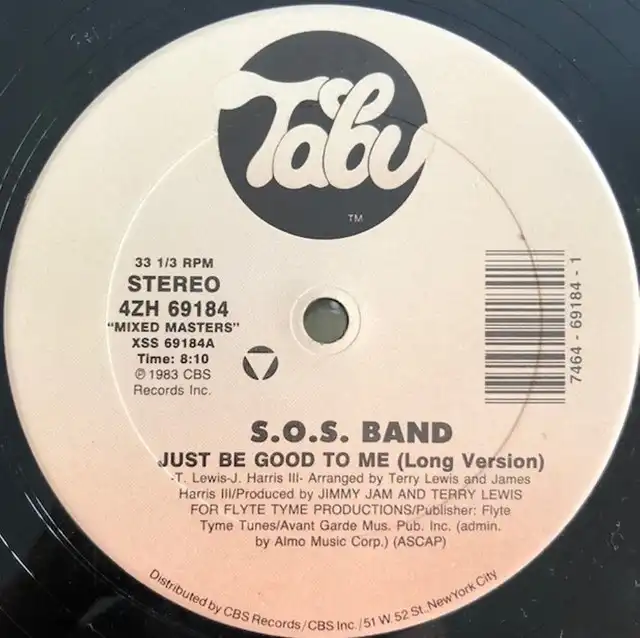 Tabu
TM
33 1/3 RPM
STEREO
4ZH 69184
"MIXED MASTERS"
XSS 69184A
Time: 8:10
℗ 1983 CBS
Records Inc.
7464 - 69184 - 1
S.O.S. BAND
JUST BE GOOD TO ME (Long Version)
-T. Lewis-J. Harris III- Arranged by Terry Lewis and James
Harris III/Produced by JIMMY JAM AND TERRY LEWIS
FOR FLYTE TYME PRODUCTIONS/Publisher: Flyte
Tyme Tunes/Avant Garde Mus. Pub. Inc. (admin.
by Almo Music Corp.) (ASCAP)
Distributed by CBS Records/CBS Inc./51 W. 52 St., New York City